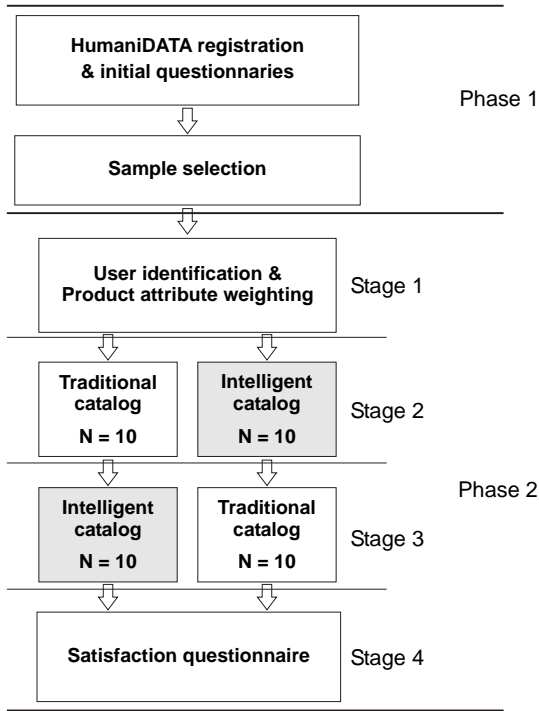 HumaniDATA registration
& initial questionnaries
Phase 1
Sample selection
User identification &
Product attribute weighting
Stage 1
Traditional
catalog
N = 10
Intelligent
catalog
N = 10
Stage 2
Phase 2
Intelligent
catalog
N = 10
Traditional
catalog
N = 10
Stage 3
Satisfaction questionnaire
Stage 4